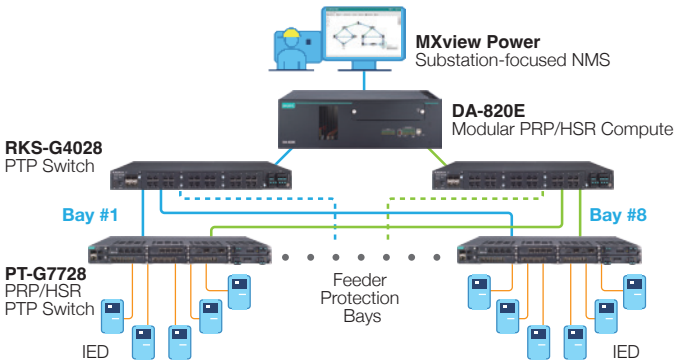 MXview Power
Substation-focused NMS
DA-820E
Modular PRP/HSR Compute
RKS-G4028
PTP Switch
Bay #1
Bay #8
PT-G7728
PRP/HSR
PTP Switch
Feeder
Protection
Bays
IED
IED